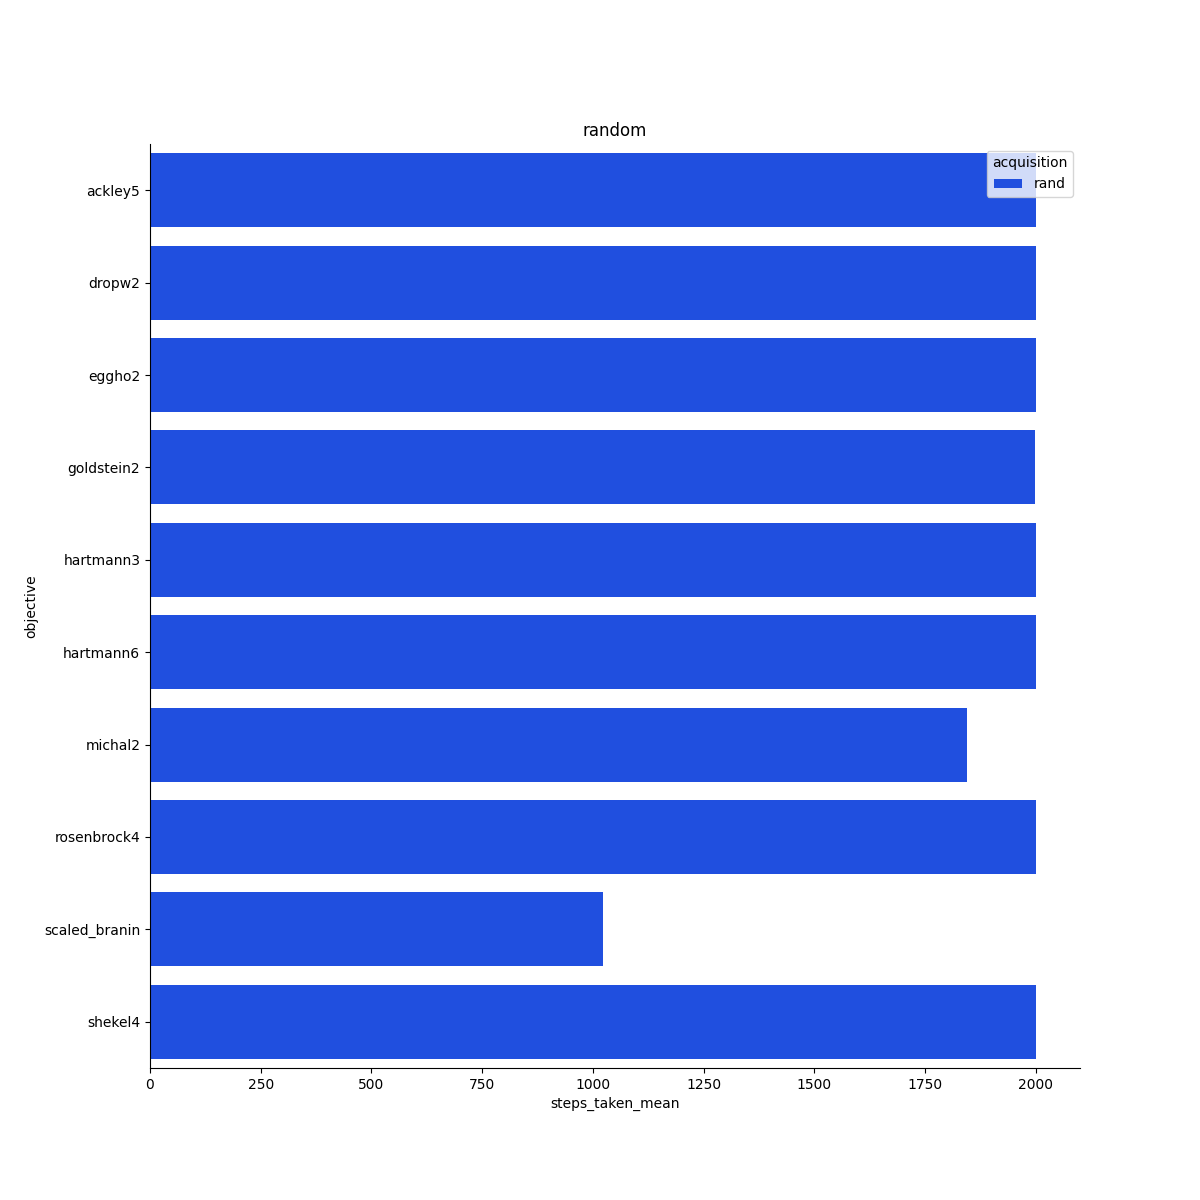 random
acquisition
rand
ackley5
dropw2
eggho2
goldstein2
hartmann3
hartmann6
michal2
rosenbrock4
scaled_branin
shekel4
objective
0 250 500 750 1000 1250 1500 1750 2000
steps_taken_mean